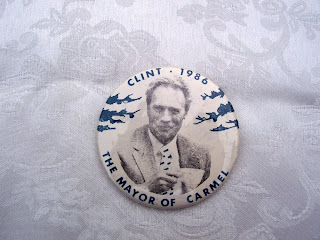 CLINT · 1986
THE MAYOR OF CARMEL